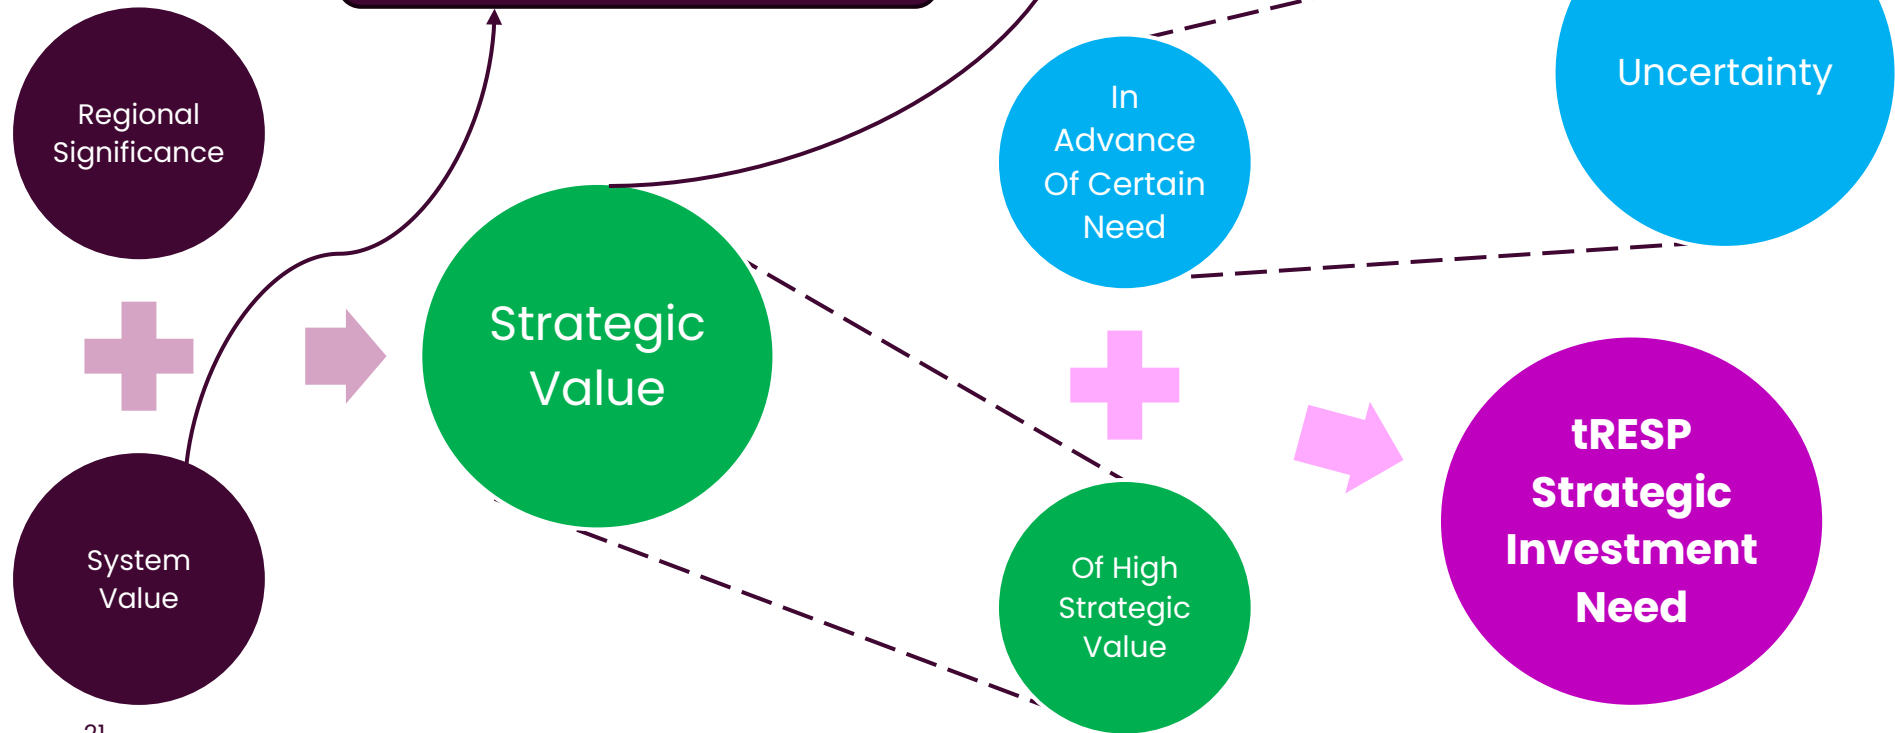 Regional
Significance
System
Value
Strategic
Value
In
Advance
Of Certain
Need
Of High
Strategic
Value
Uncertainty
tRESP
Strategic
Investment
Need
21